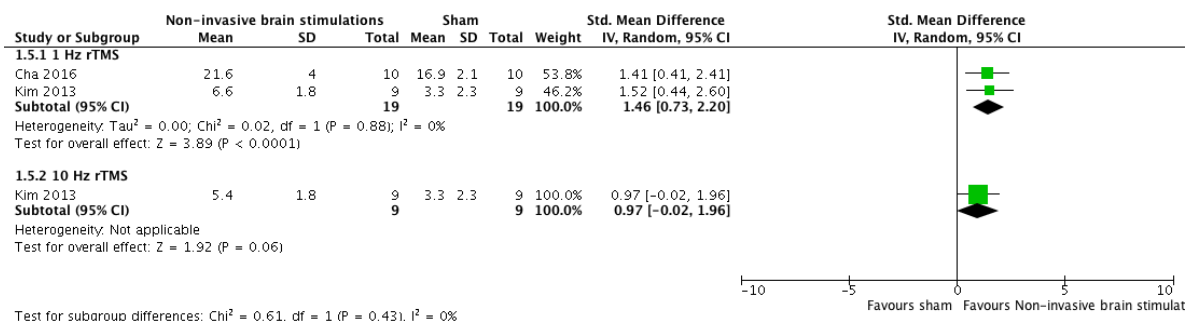 Non-invasive brain stimulations Sham Std. Mean Difference Std. Mean Difference
Study or Subgroup Mean SD Total Mean SD Total Weight IV, Random, 95% CI IV, Random, 95% CI
1.5.1 1 Hz rTMS
Cha 2016 21.6 4 10 16.9 2.1 10 53.8% 1.41 [0.41, 2.41]
Kim 2013 6.6 1.8 9 3.3 2.3 9 46.2% 1.52 [0.44, 2.60]
Subtotal (95% CI) 19 19 100.0% 1.46 [0.73, 2.20]
Heterogeneity: Tau² = 0.00; Chi² = 0.02, df = 1 (P = 0.88); I² = 0%
Test for overall effect: Z = 3.89 (P < 0.0001)
1.5.2 10 Hz rTMS
Kim 2013 5.4 1.8 9 3.3 2.3 9 100.0% 0.97 [-0.02, 1.96]
Subtotal (95% CI) 9 9 100.0% 0.97 [-0.02, 1.96]
Heterogeneity: Not applicable
Test for overall effect: Z = 1.92 (P = 0.06)
-10 -5 0 5 10
Favours sham Favours Non-invasive brain stimulat
Test for subgroup differences: Chi² = 0.61, df = 1 (P = 0.43), I² = 0%